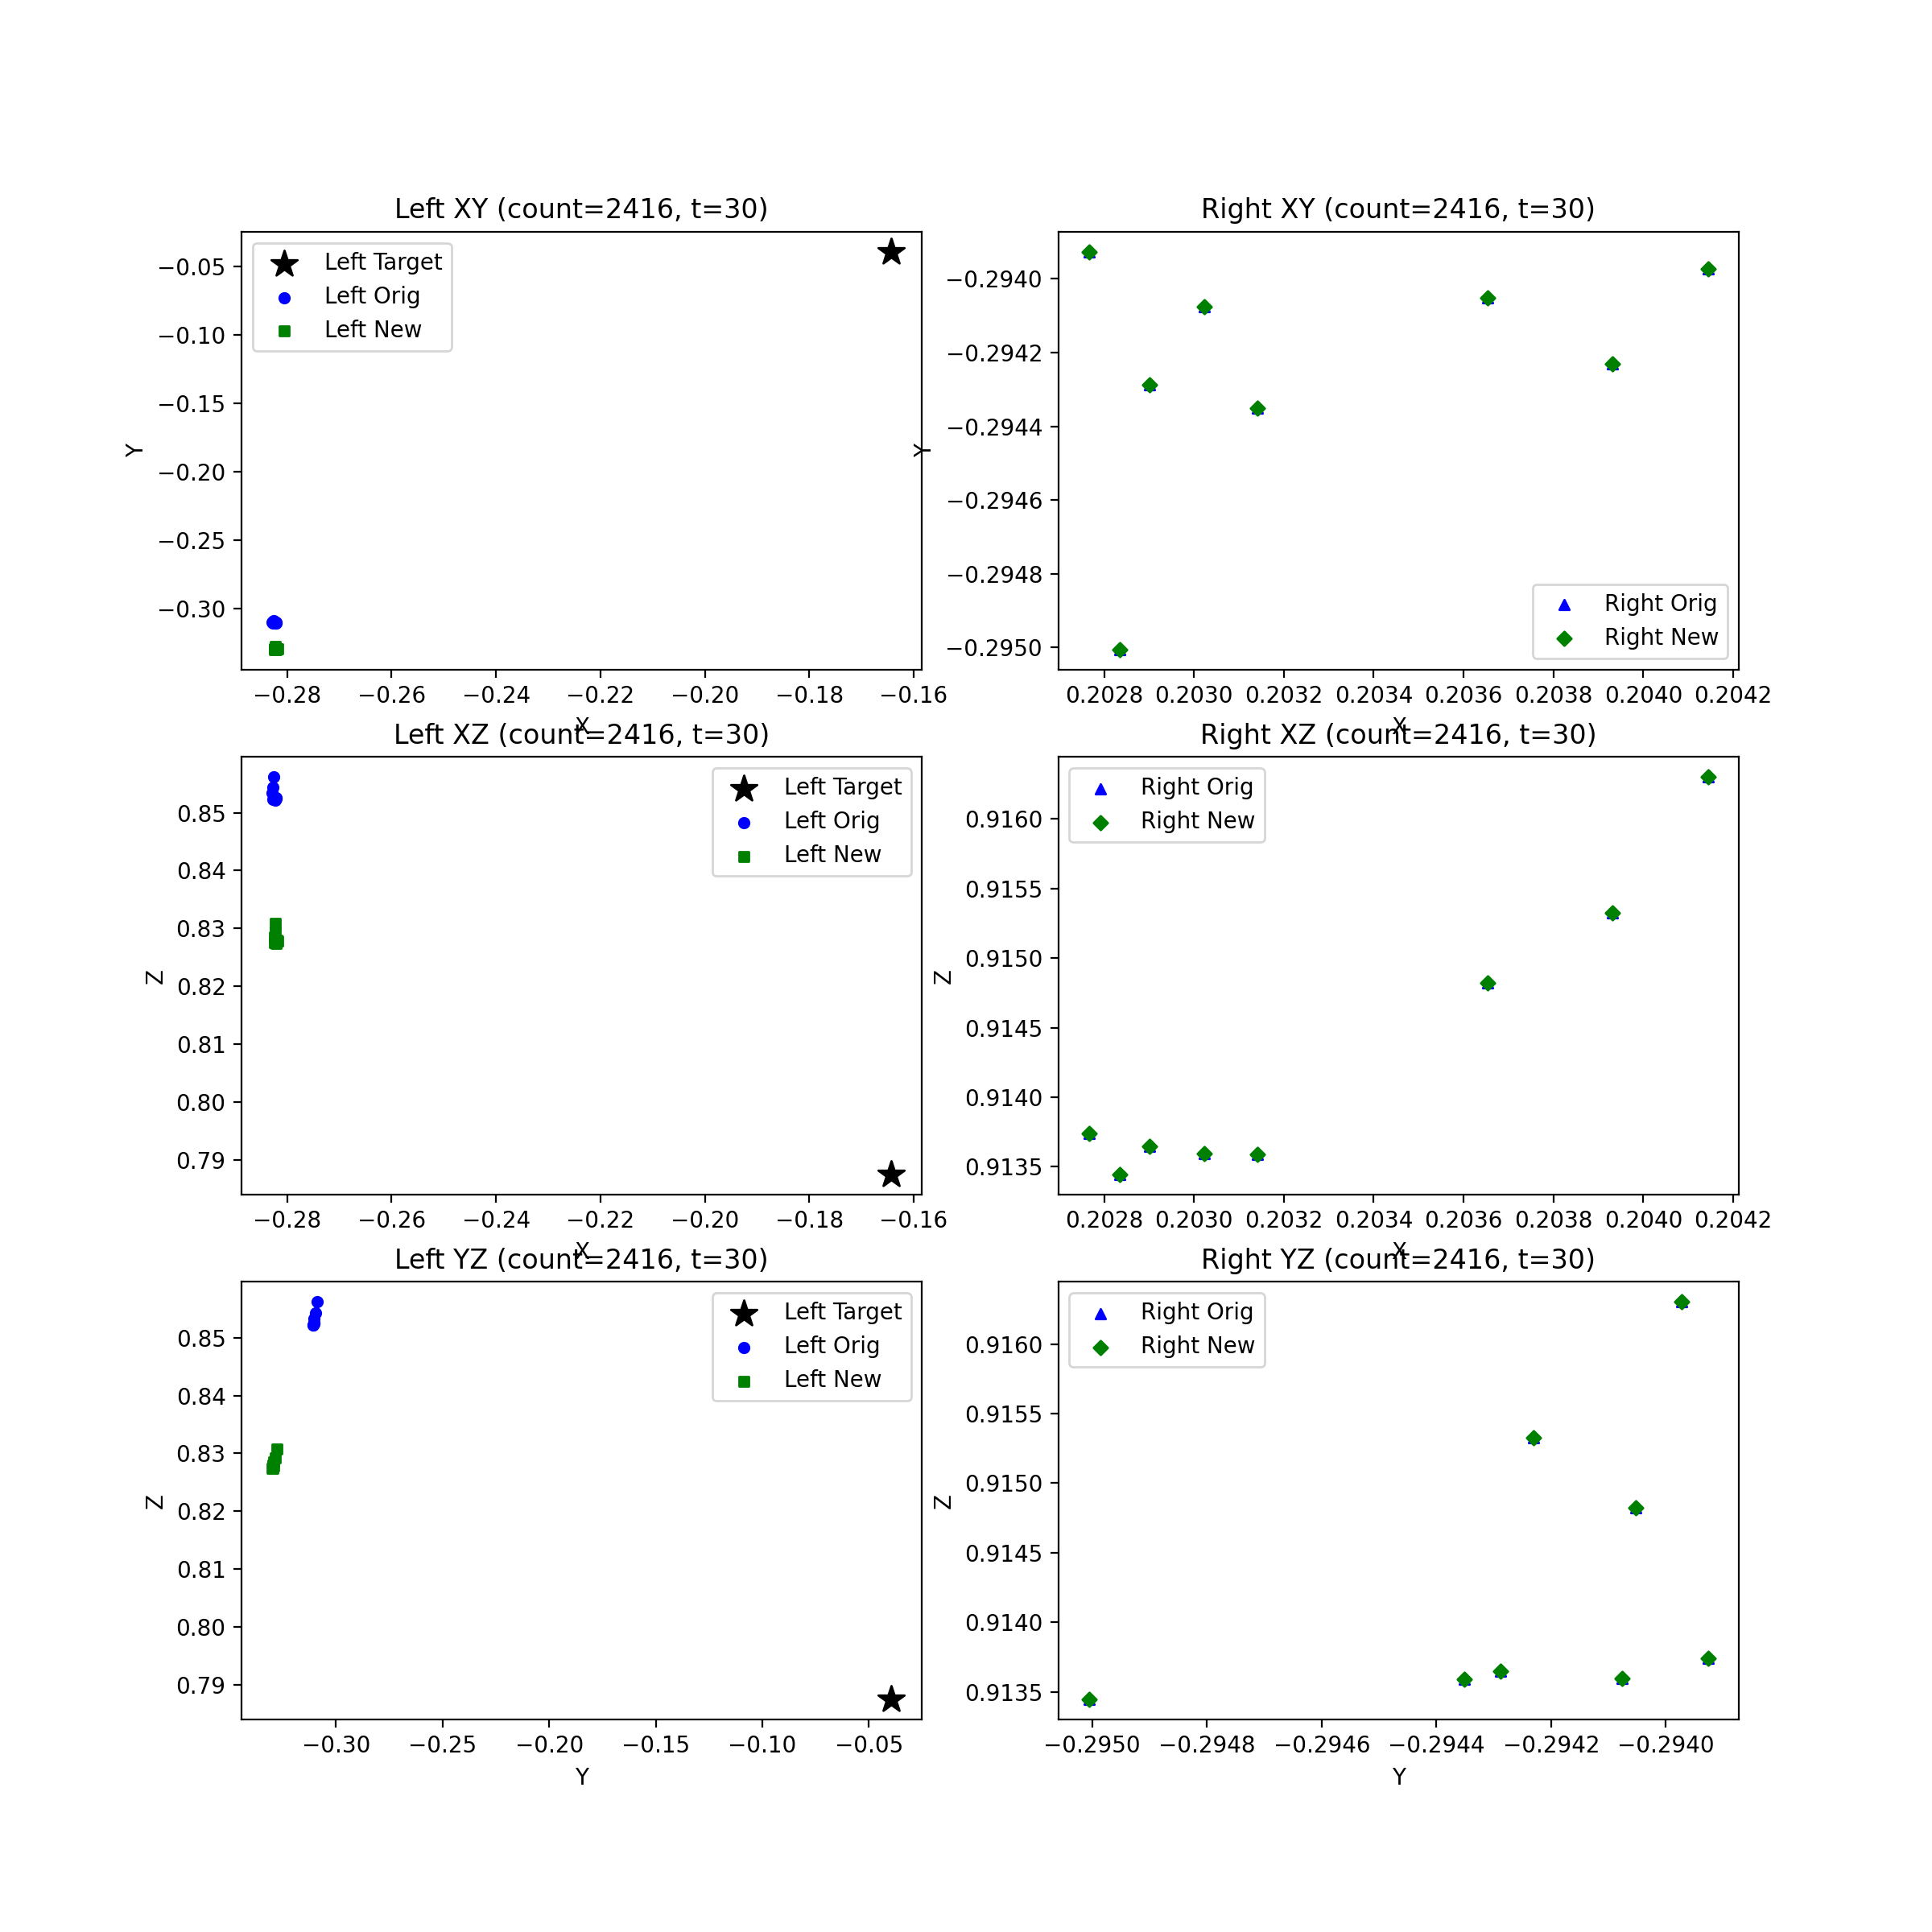 Left XY (count=2416, t=30)
Left Target
Left Orig
Left New
−0.05
−0.10
−0.15
−0.20
−0.25
−0.30
Y
−0.28 −0.26 −0.24 −0.22 −0.20 −0.18 −0.16
X
Right XY (count=2416, t=30)
Right Orig
Right New
−0.2940
−0.2942
−0.2944
−0.2946
−0.2948
−0.2950
Y
0.2028 0.2030 0.2032 0.2034 0.2036 0.2038 0.2040 0.2042
X
Left XZ (count=2416, t=30)
Left Target
Left Orig
Left New
0.85
0.84
0.83
0.82
0.81
0.80
0.79
Z
−0.28 −0.26 −0.24 −0.22 −0.20 −0.18 −0.16
X
Right XZ (count=2416, t=30)
Right Orig
Right New
0.9160
0.9155
0.9150
0.9145
0.9140
0.9135
Z
0.2028 0.2030 0.2032 0.2034 0.2036 0.2038 0.2040 0.2042
X
Left YZ (count=2416, t=30)
Left Target
Left Orig
Left New
0.85
0.84
0.83
0.82
0.81
0.80
0.79
Z
−0.30 −0.25 −0.20 −0.15 −0.10 −0.05
Y
Right YZ (count=2416, t=30)
Right Orig
Right New
0.9160
0.9155
0.9150
0.9145
0.9140
0.9135
Z
−0.2950 −0.2948 −0.2946 −0.2944 −0.2942 −0.2940
Y